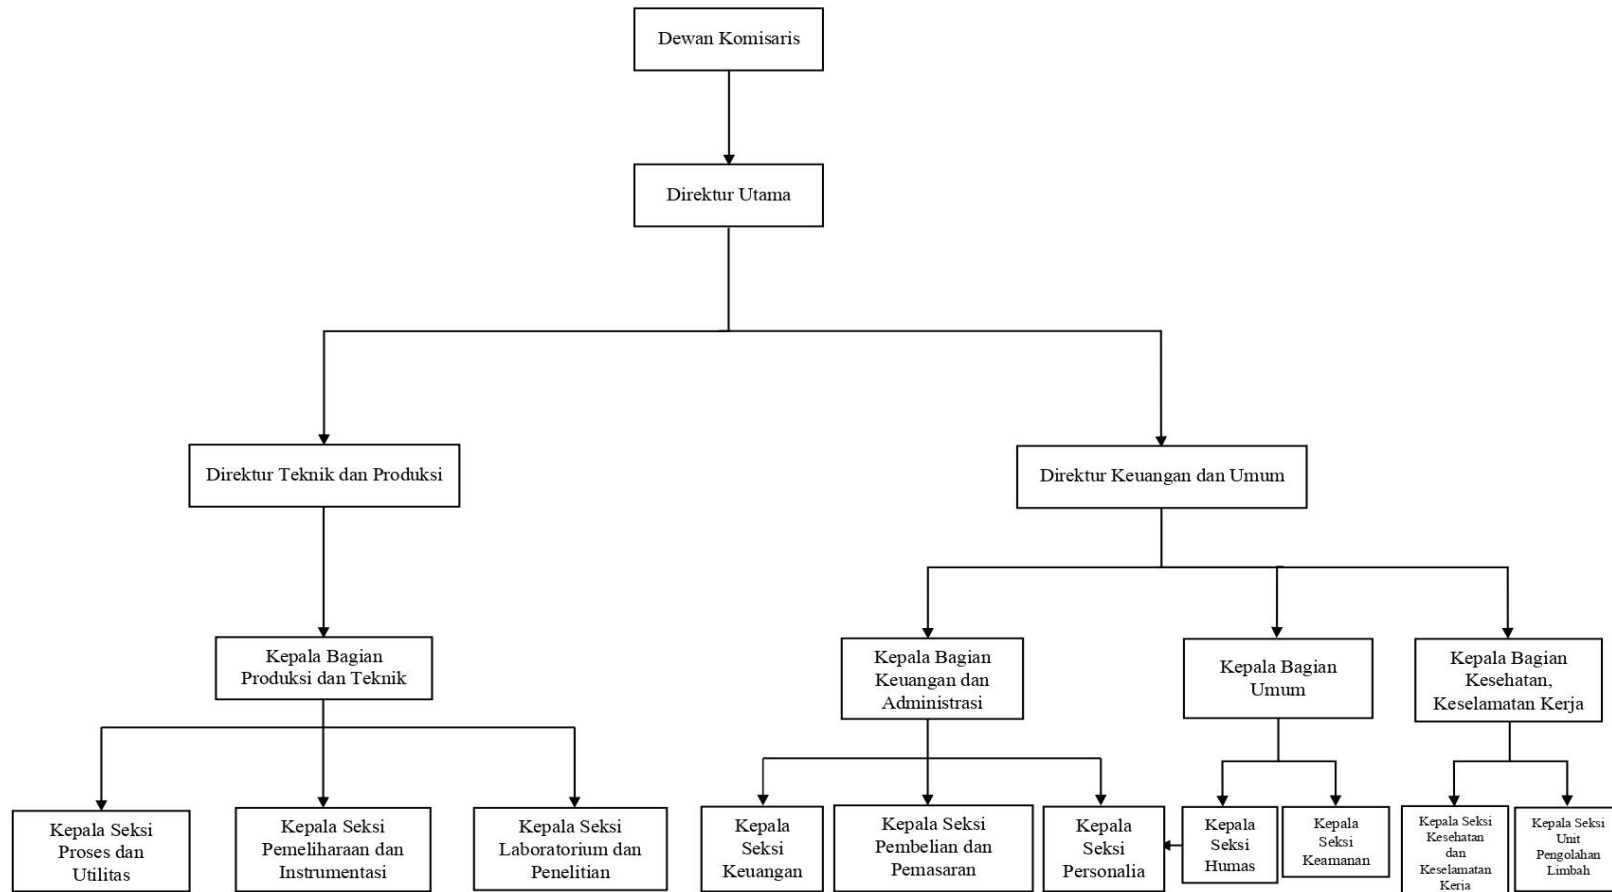 Dewan Komisaris
Direktur Utama
Direktur Teknik dan Produksi
Direktur Keuangan dan Umum
Kepala Bagian
Produksi dan Teknik
Kepala Bagian
Keuangan dan
Administrasi
Kepala Bagian
Umum
Kepala Bagian
Kesehatan,
Keselamatan Kerja
Kepala Seksi
Proses dan
Utilitas
Kepala Seksi
Pemeliharaan dan
Instrumentasi
Kepala Seksi
Laboratorium dan
Penelitian
Kepala
Seksi
Keuangan
Kepala Seksi
Pembelian dan
Pemasaran
Kepala
Seksi
Personalia
Kepala
Seksi
Humas
Kepala
Seksi
Keamanan
Kepala Seksi
Kesehatan
dan
Keselamatan
Kerja
Kepala Seksi
Unit
Pengolahan
Limbah